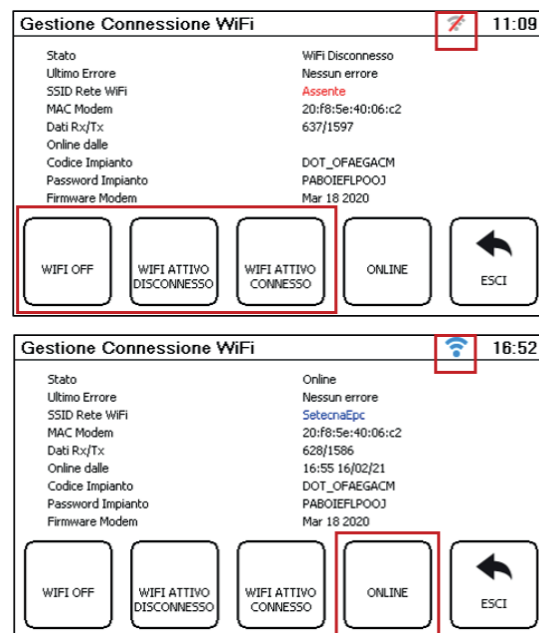 Gestione Connessione WiFi 11:09
Stato WiFi Disconnesso
Ultimo Errore Nessun errore
SSID Rete WiFi Assente
MAC Modem 20:f8:5e:40:06:c2
Dati Rx/Tx 637/1597
Online dalle
Codice Impianto DOT_OFAEGACM
Password Impianto PABOIEFLPOOJ
Firmware Modem Mar 18 2020
WIFI OFF
WIFI ATTIVO
DISCONNESSO
WIFI ATTIVO
CONNESSO
ONLINE
ESCI
Gestione Connessione WiFi 16:52
Stato Online
Ultimo Errore Nessun errore
SSID Rete WiFi SetecnaEpc
MAC Modem 20:f8:5e:40:06:c2
Dati Rx/Tx 628/1586
Online dalle 16:55 16/02/21
Codice Impianto DOT_OFAEGACM
Password Impianto PABOIEFLPOOJ
Firmware Modem Mar 18 2020
WIFI OFF
WIFI ATTIVO
DISCONNESSO
WIFI ATTIVO
CONNESSO
ONLINE
ESCI